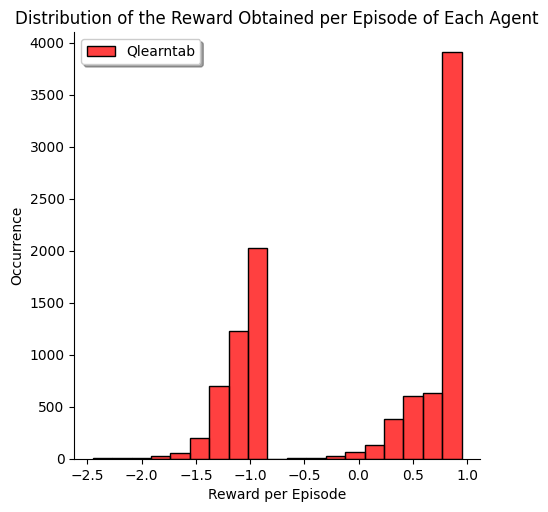 Distribution of the Reward Obtained per Episode of Each Agent
Qlearntab
4000
3500
3000
2500
2000
1500
1000
500
0
Occurrence
−2.5 −2.0 −1.5 −1.0 −0.5 0.0 0.5 1.0
Reward per Episode